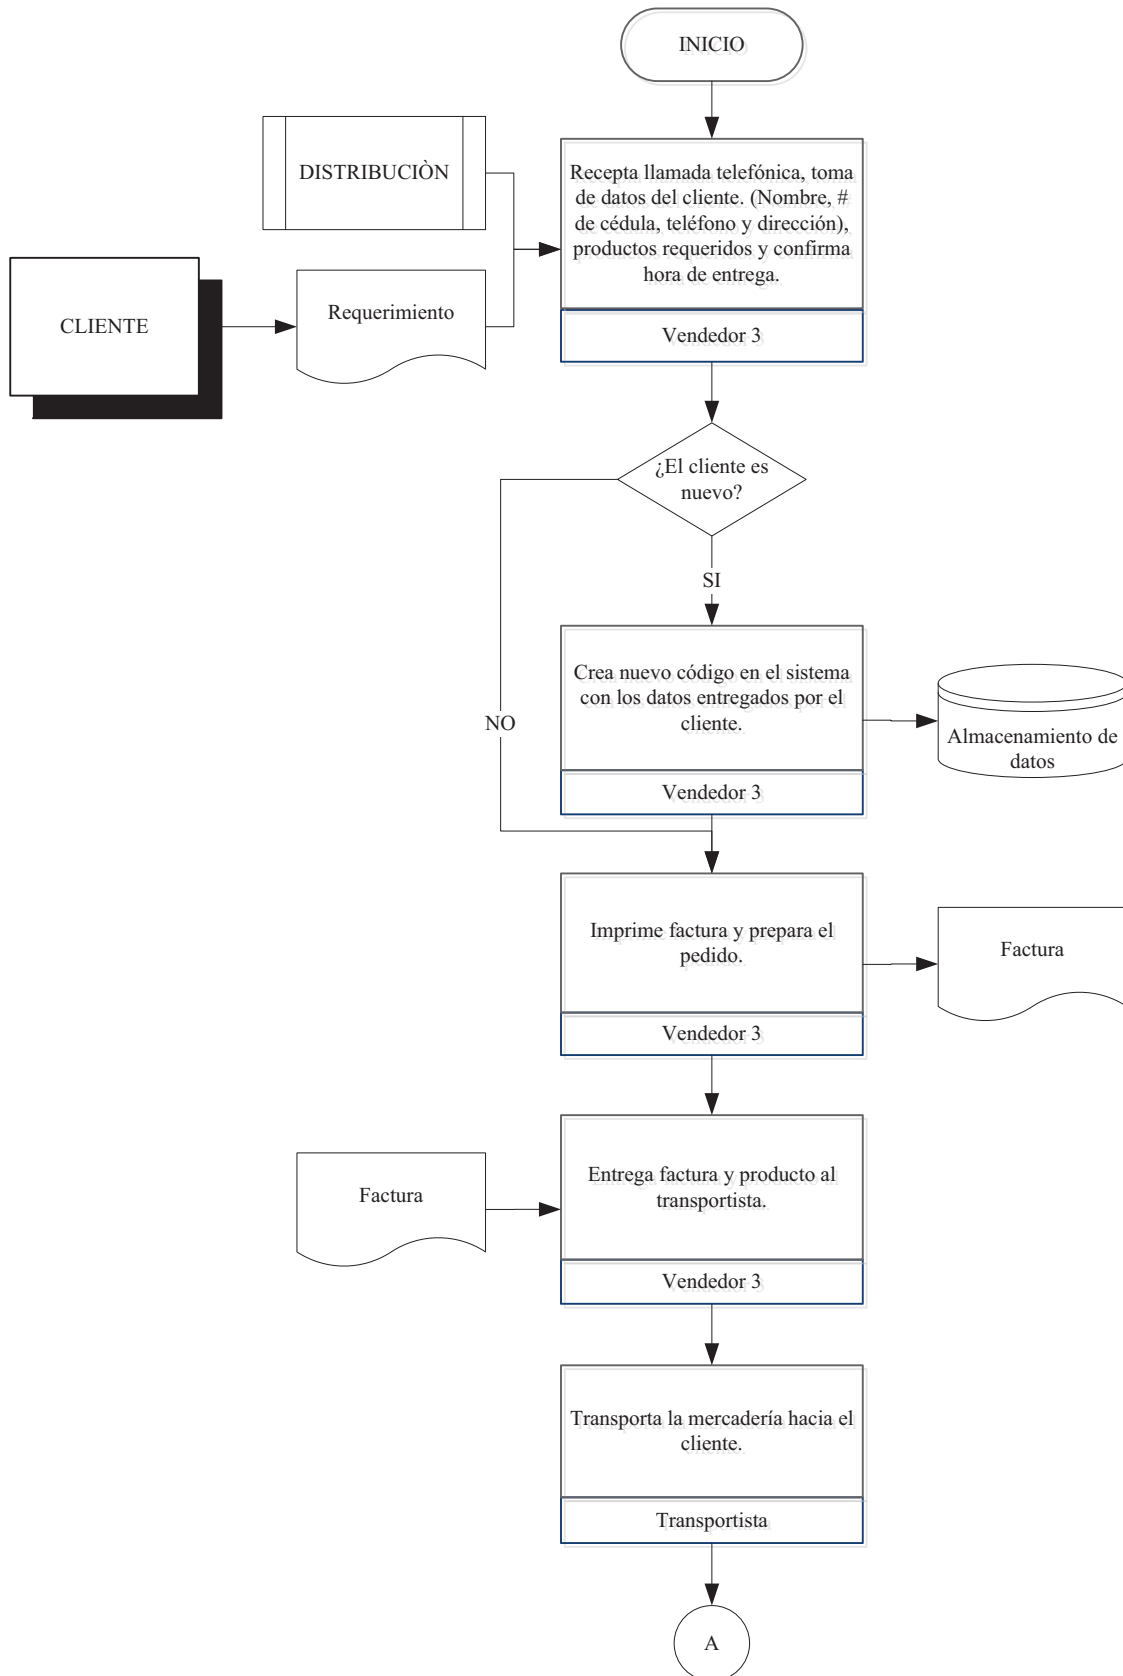 INICIO
DISTRIBUCIÒN
Recepta llamada telefónica, toma
de datos del cliente. (Nombre, #
de cédula, teléfono y dirección),
productos requeridos y confirma
hora de entrega.
CLIENTE
Requerimiento
Vendedor 3
¿El cliente es
nuevo?
SI
NO
Crea nuevo código en el sistema
con los datos entregados por el
cliente.
Almacenamiento de
datos
Vendedor 3
Imprime factura y prepara el
pedido.
Factura
Vendedor 3
Factura
Entrega factura y producto al
transportista.
Vendedor 3
Transporta la mercadería hacia el
cliente.
Transportista
A